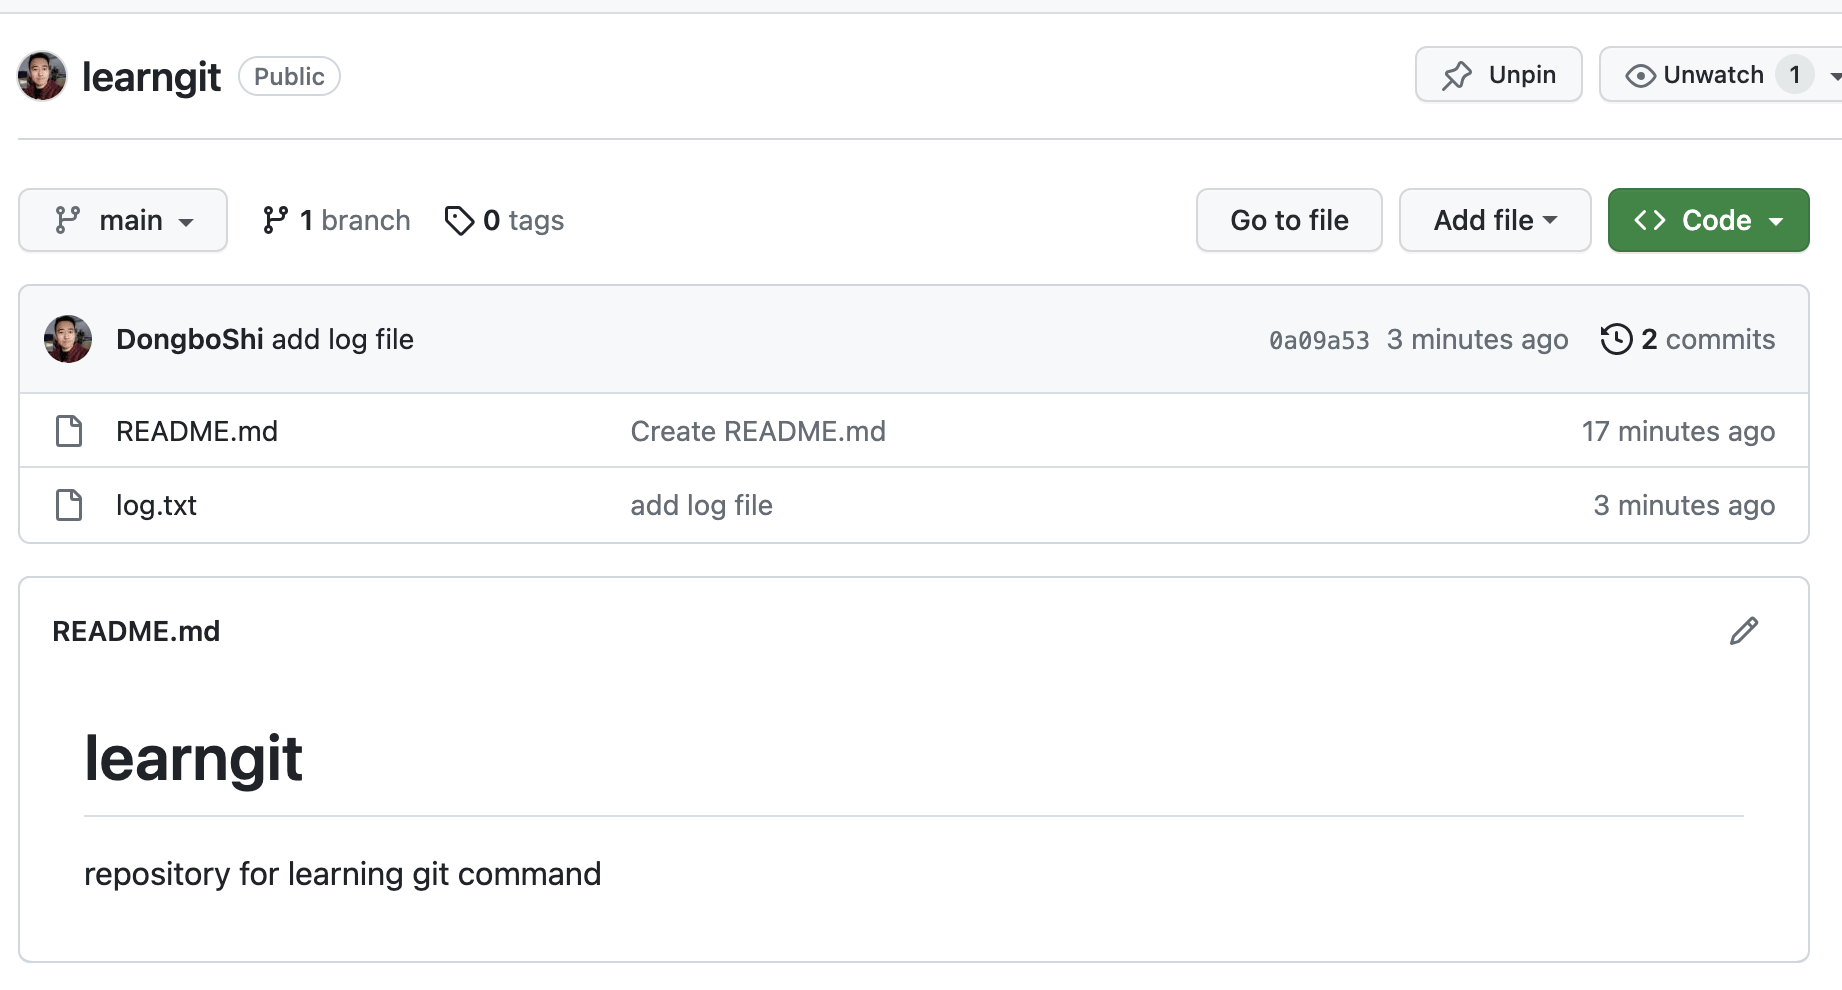 learngit Public Unpin Unwatch 1
main 1 branch 0 tags Go to file Add file Code
DongboShi add log file 0a09a53 3 minutes ago 2 commits
README.md Create README.md 17 minutes ago
log.txt add log file 3 minutes ago
README.md
learngit
repository for learning git command